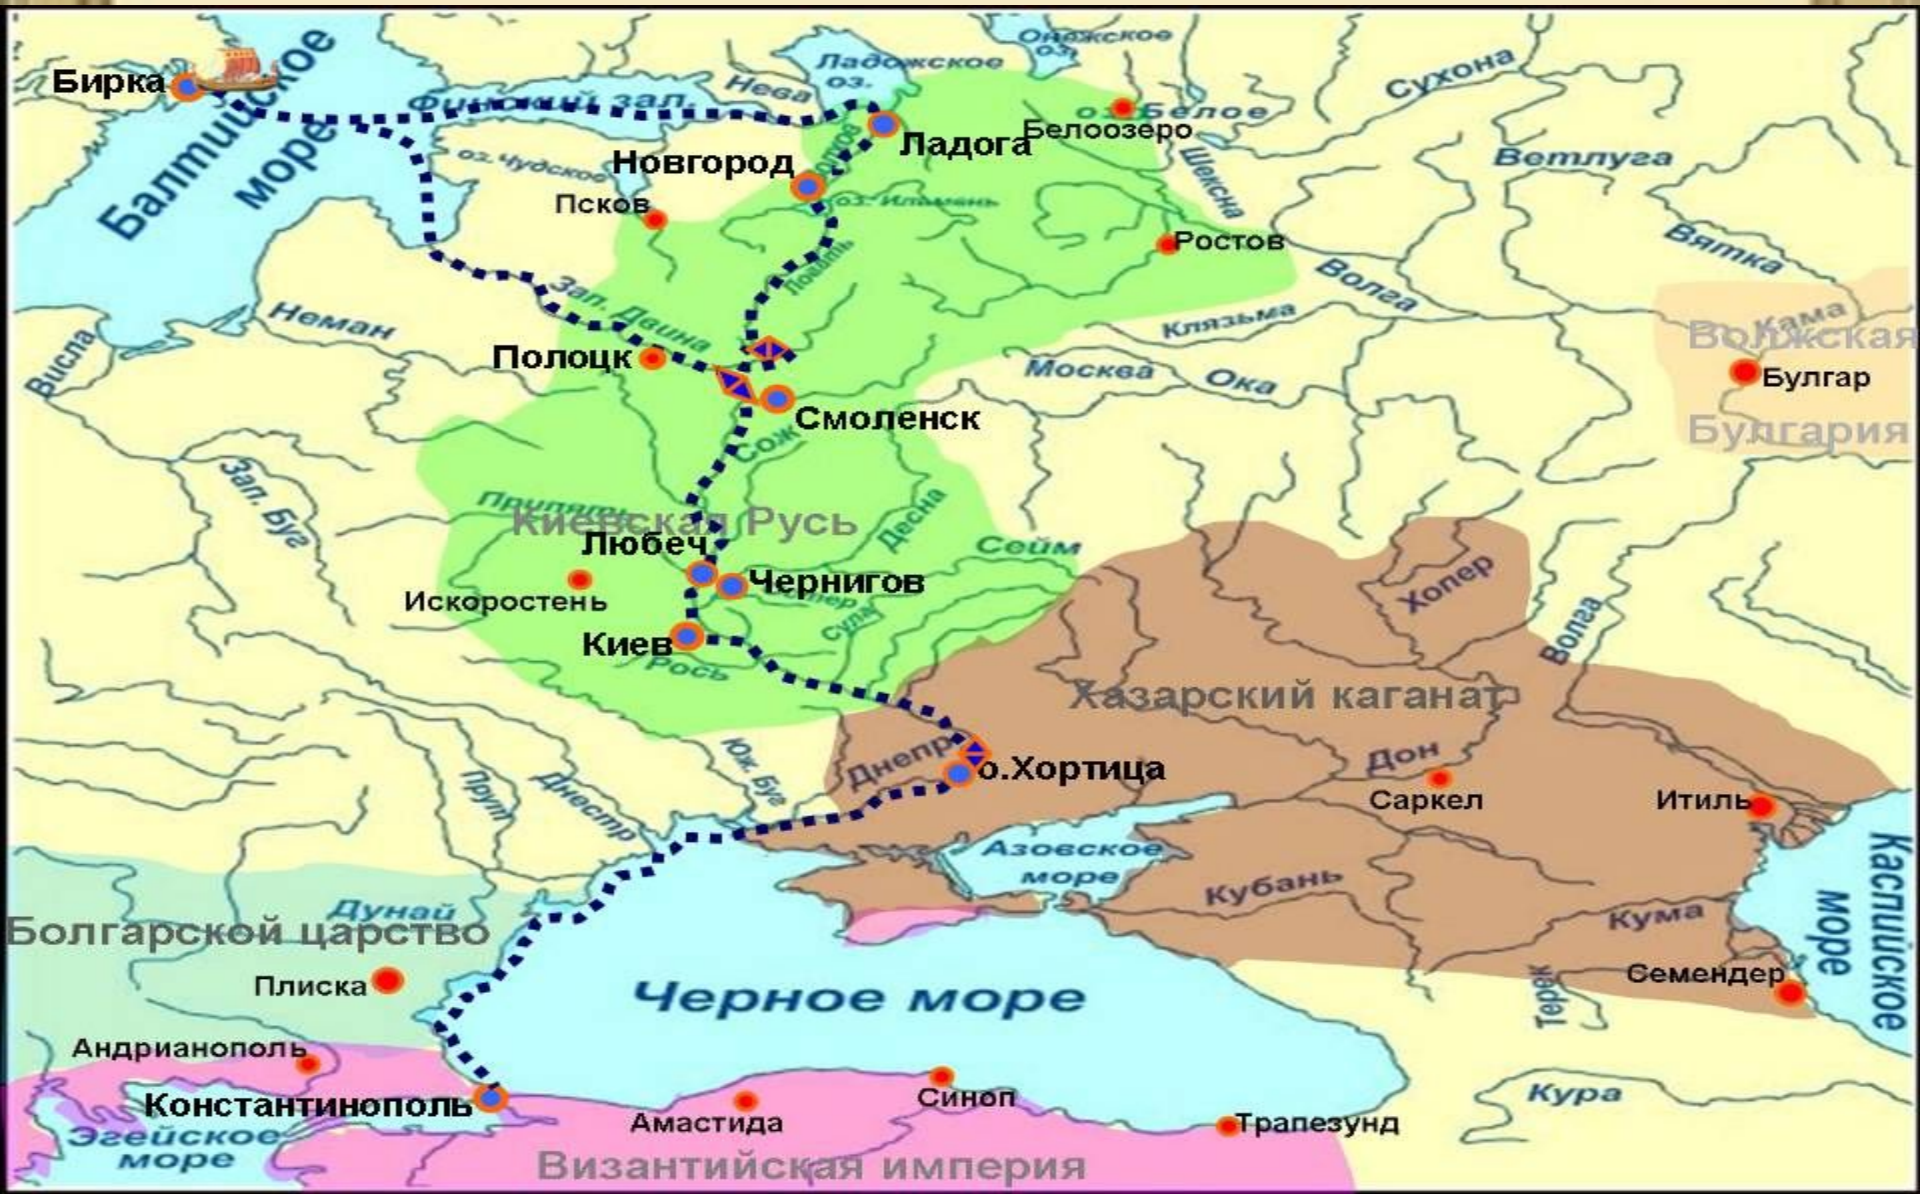 Онежское
оз.
Ладожское
оз.
Сухона
Бирка
Нева
Финский зал.
оз. Белое
Белоозеро
Балтийское
море
Ладога
Новгород
оз. Чудское
Ветлуга
Шексна
Псков
оз. Ильмень
Ростов
Вятка
Ловать
Волга
Зап. Двина
Неман
Клязьма
Кама
Волжская
Булгария
Булгар
Висла
Полоцк
Москва
Ока
Смоленск
Сож
Зап. Буг
Припять
Киевская Русь
Десна
Любеч
Сейм
Чернигов
Хопер
Искоростень
Сула
Волга
Киев
Рось
Хазарский каганат
Днепр
о.Хортица
Дон
Юж. Буг
Прут
Днестр
Саркел
Итиль
Азовское
море
Каспийское
море
Кубань
Дунай
Болгарской царство
Кума
Плиска
Черное море
Терек
Семендер
Андрианополь
Константинополь
Эгейское
море
Амастида
Синоп
Трапезунд
Кура
Византийская империя